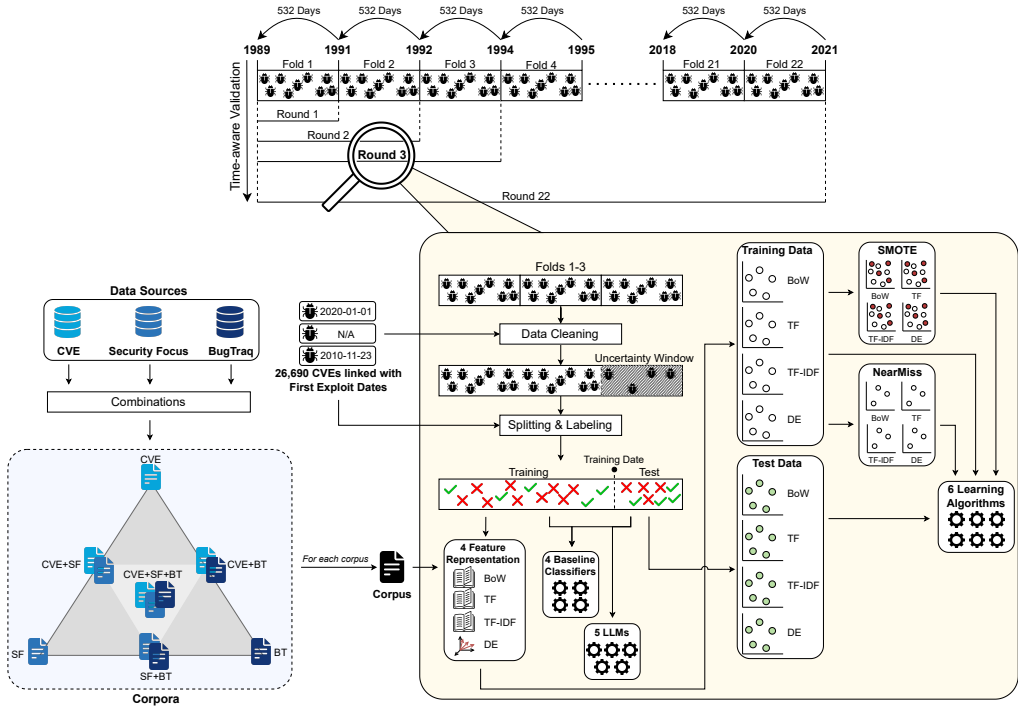 532 Days
532 Days
532 Days
532 Days
532 Days
532 Days
1989
1991
1992
1994
1995
2018
2020
2021
Fold 1
Fold 2
Fold 3
Fold 4
Fold 21
Fold 22
Time-aware Validation
Round 1
Round 2
Round 3
Round 22
Data Sources
CVE
Security Focus
BugTraq
Combinations
CVE
CVE+SF
CVE+BT
CVE+SF+BT
SF
SF+BT
BT
Corpora
For each corpus
Corpus
2020-01-01
N/A
2010-11-23
26,690 CVEs linked with
First Exploit Dates
Folds 1-3
Data Cleaning
Uncertainty Window
Splitting & Labeling
Training
Training Date
Test
4 Feature
Representation
BoW
TF
TF-IDF
DE
4 Baseline
Classifiers
5 LLMs
Training Data
BoW
TF
TF-IDF
DE
Test Data
BoW
TF
TF-IDF
DE
SMOTE
BoW
TF
TF-IDF
DE
NearMiss
BoW
TF
TF-IDF
DE
6 Learning
Algorithms